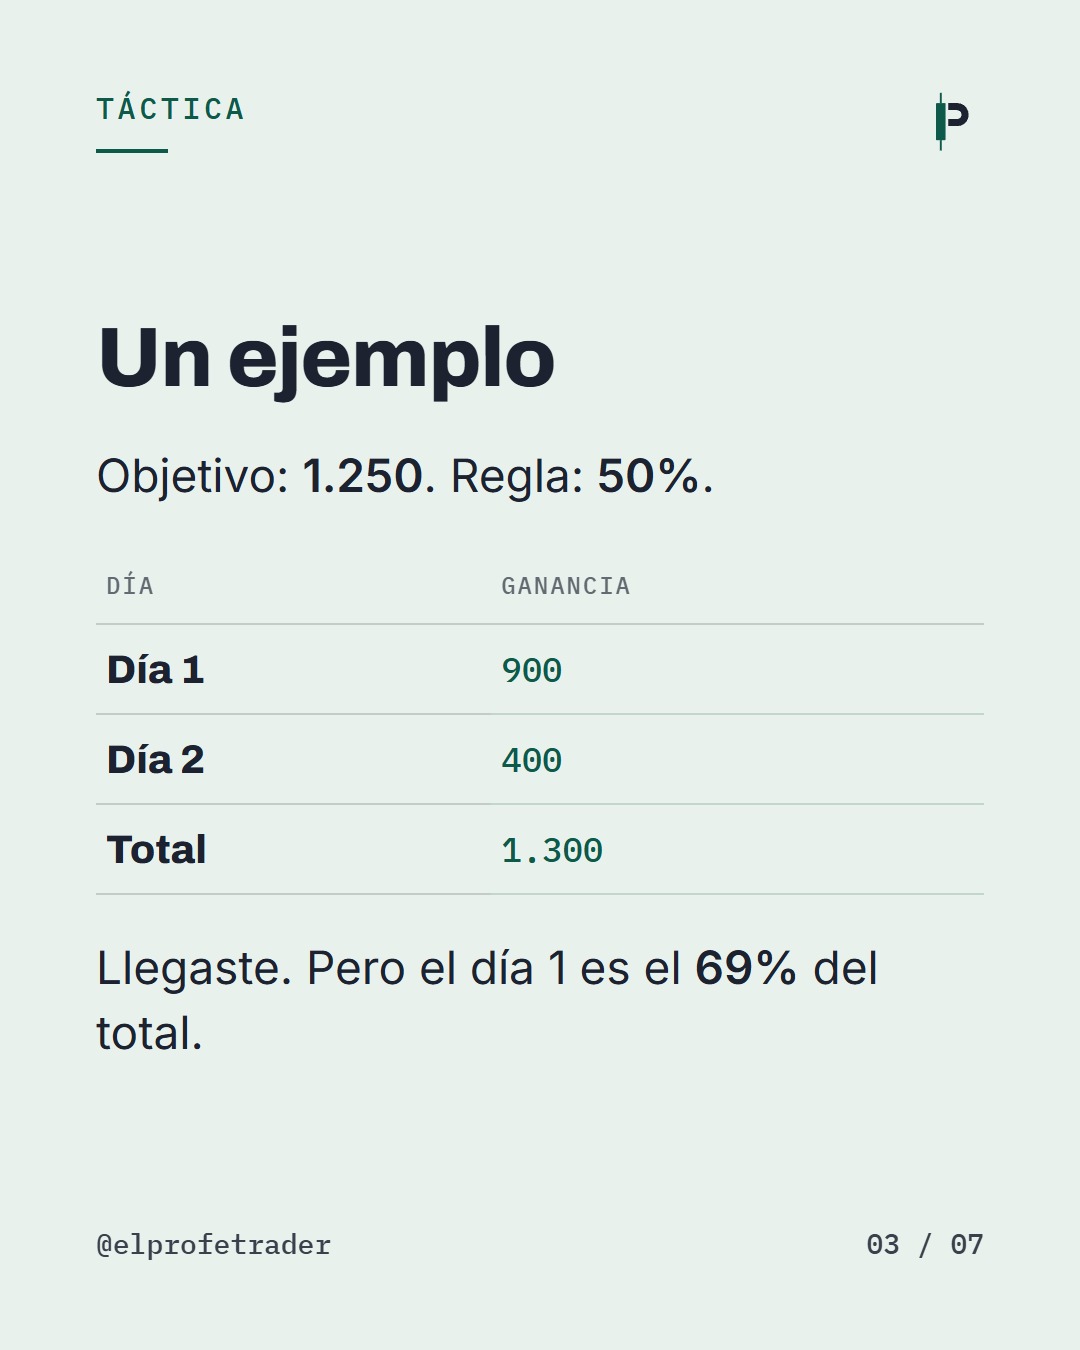 TÁCTICA
Un ejemplo
Objetivo: 1.250. Regla: 50%.
DÍA GANANCIA
Día 1 900
Día 2 400
Total 1.300
Llegaste. Pero el día 1 es el 69% del
total.
@elprofetrader 03 / 07